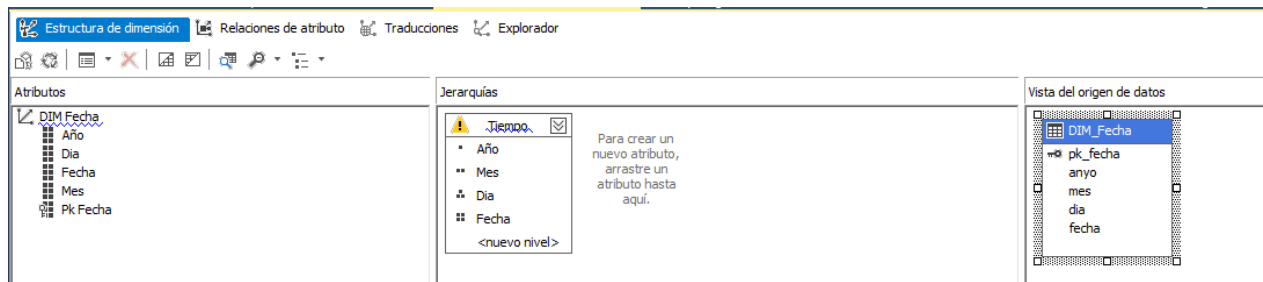 Estructura de dimensión Relaciones de atributo Traducciones Explorador
Atributos
DIM Fecha
Año
Dia
Fecha
Mes
Pk Fecha
Jerarquías
Tiempo
Año
Mes
Dia
Fecha
<nuevo nivel>
Para crear un
nuevo atributo,
arrastre un
atributo hasta
aquí.
Vista del origen de datos
DIM_Fecha
pk_fecha
anyo
mes
dia
fecha